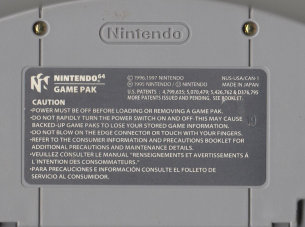 Nintendo
NINTENDO 64
GAME PAK
© 1996,1997 NINTENDO
© 1995 NINTENDO / © NINTENDO
NUS-USA/CAN-1
MADE IN JAPAN
U.S. PATENTS : 4,799,635; 5,070,479; 5,426,762 & D376,795
MORE PATENTS ISSUED AND PENDING. SEE BOOKLET.
CAUTION
•POWER MUST BE OFF BEFORE LOADING OR REMOVING A GAME PAK.
•DO NOT RAPIDLY TURN THE POWER SWITCH ON AND OFF-THIS MAY CAUSE
BACKED-UP GAME PAKS TO LOSE YOUR STORED GAME INFORMATION.
•DO NOT BLOW ON THE EDGE CONNECTOR OR TOUCH WITH YOUR FINGERS.
•REFER TO THE CONSUMER INFORMATION AND PRECAUTIONS BOOKLET FOR
ADDITIONAL PRECAUTIONS AND MAINTENANCE DETAILS.
•VEUILLEZ CONSULTER LE MANUEL "RENSEIGNEMENTS ET AVERTISSEMENTS À
L'INTENTION DES CONSOMMATEURS."
•PARA PRECAUCIONES E INFORMACIÓN CONSULTE EL FOLLETO DE
SERVICIO AL CONSUMIDOR.